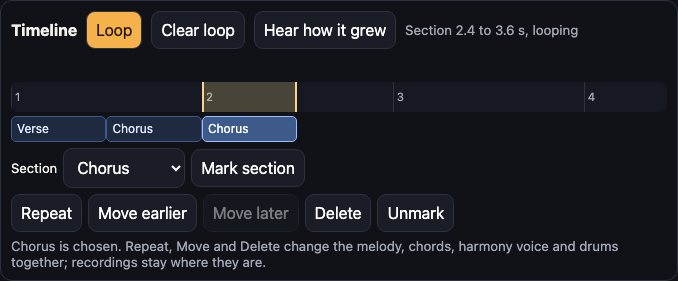 Timeline Loop Clear loop Hear how it grew Section 2.4 to 3.6 s, looping
1 2 3 4
Verse Chorus Chorus
Section Chorus Mark section
Repeat Move earlier Move later Delete Unmark
Chorus is chosen. Repeat, Move and Delete change the melody, chords, harmony voice and drums
together; recordings stay where they are.